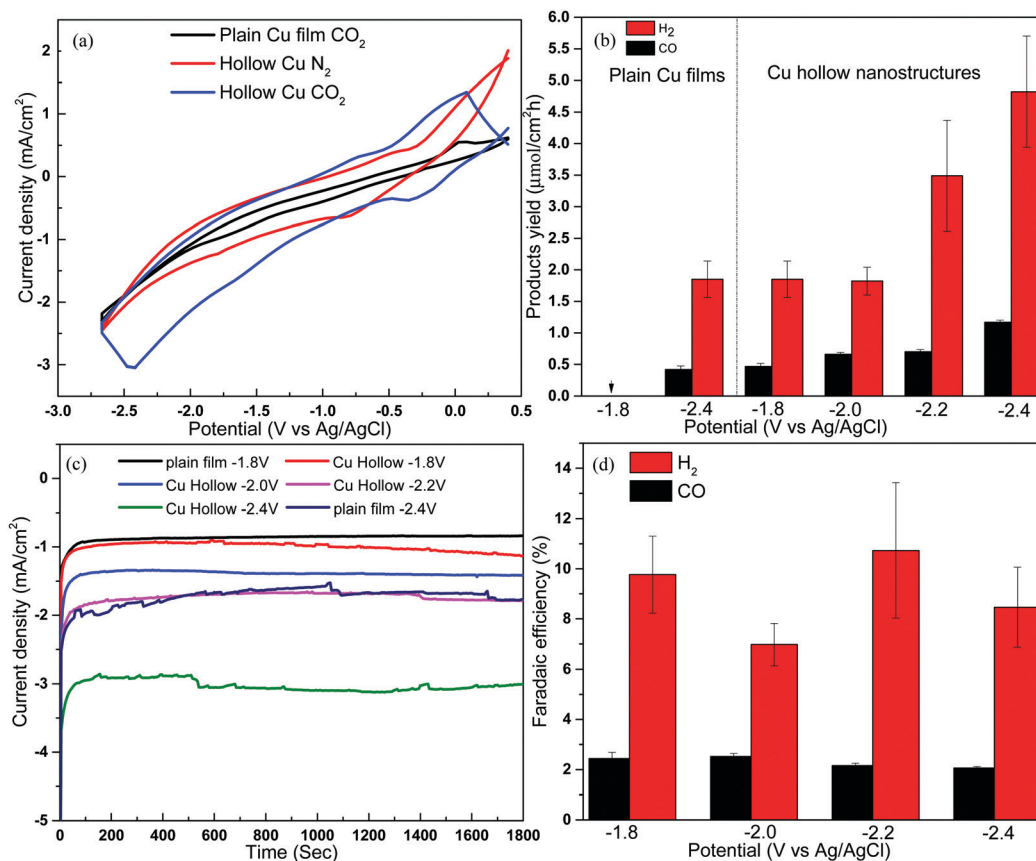 (a)
Plain Cu film CO₂
Hollow Cu N₂
Hollow Cu CO₂
Current density (mA/cm²)
2
1
0
-1
-2
-3
-3.0 -2.5 -2.0 -1.5 -1.0 -0.5 0.0 0.5
Potential (V vs Ag/AgCl)
(b)
H₂
CO
Plain Cu films
Cu hollow nanostructures
Products yield (µmol/cm²h)
6.0
5.5
5.0
4.5
4.0
3.5
3.0
2.5
2.0
1.5
1.0
0.5
0.0
-1.8 -2.4 -1.8 -2.0 -2.2 -2.4
Potential (V vs Ag/AgCl)
(c)
plain film -1.8V Cu Hollow -1.8V
Cu Hollow -2.0V Cu Hollow -2.2V
Cu Hollow -2.4V plain film -2.4V
Current density (mA/cm²)
0
-1
-2
-3
-4
-5
0 200 400 600 800 1000 1200 1400 1600 1800
Time (Sec)
(d)
H₂
CO
Faradaic efficiency (%)
14
12
10
8
6
4
2
0
-1.8 -2.0 -2.2 -2.4
Potential (V vs Ag/AgCl)